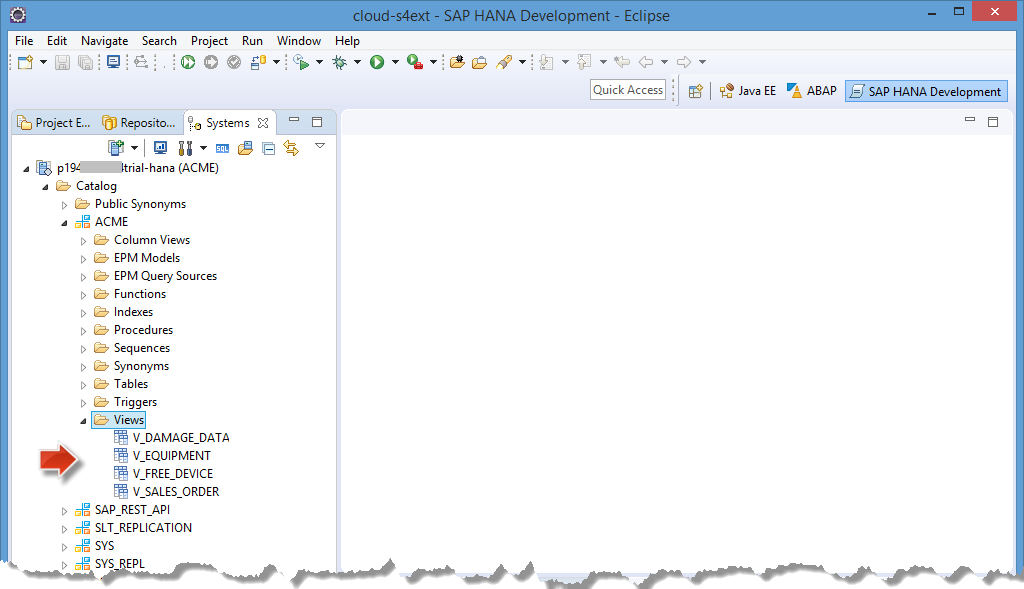 cloud-s4ext - SAP HANA Development - Eclipse
File Edit Navigate Search Project Run Window Help
Quick Access Java EE ABAP SAP HANA Development
Project E... Reposito... Systems
SQL
p194 trial-hana (ACME)
Catalog
Public Synonyms
ACME
Column Views
EPM Models
EPM Query Sources
Functions
Indexes
Procedures
Sequences
Synonyms
Tables
Triggers
Views
V_DAMAGE_DATA
V_EQUIPMENT
V_FREE_DEVICE
V_SALES_ORDER
SAP_REST_API
SLT_REPLICATION
SYS
SYS_REPL